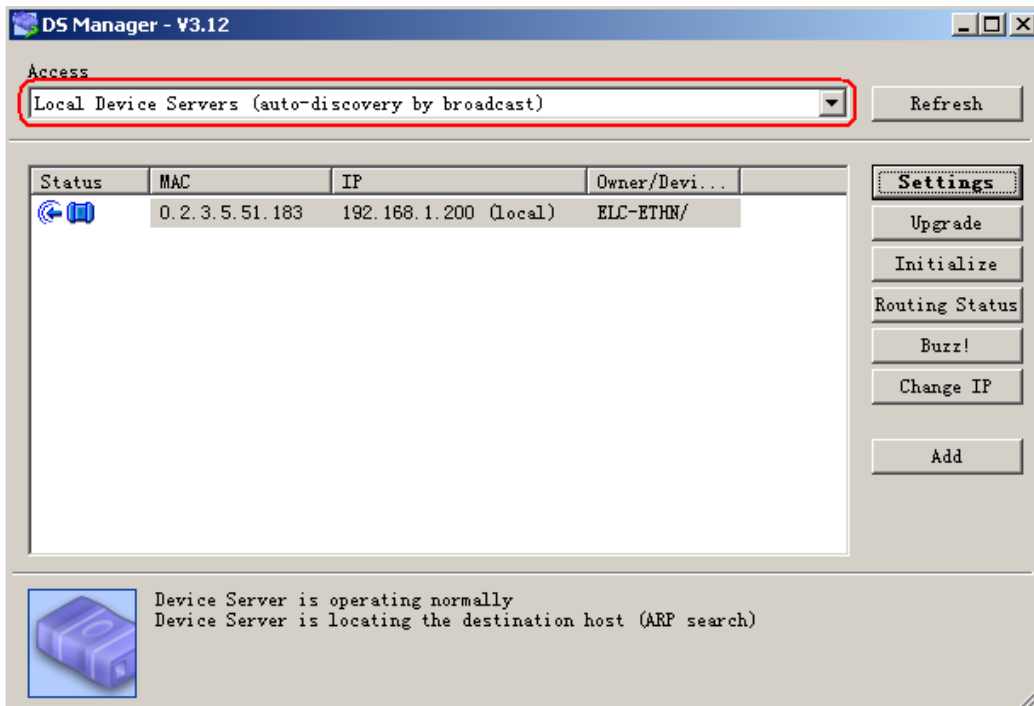 DS Manager - V3.12
Access
Local Device Servers (auto-discovery by broadcast)
Refresh
Status MAC IP Owner/Devi...
0.2.3.5.51.183 192.168.1.200 (local) ELC-ETHN/
Settings
Upgrade
Initialize
Routing Status
Buzz!
Change IP
Add
Device Server is operating normally
Device Server is locating the destination host (ARP search)